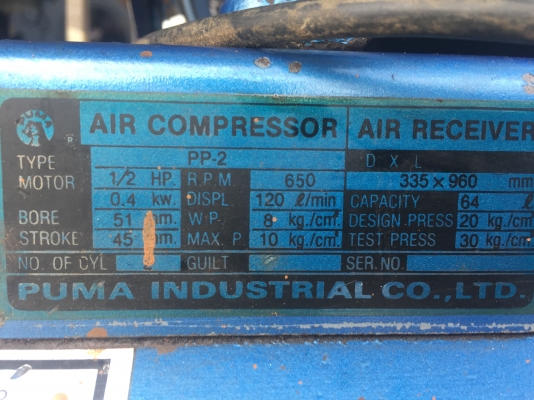 AIR COMPRESSOR AIR RECEIVER
TYPE PP-2 D X L
MOTOR 1/2 HP. R.P.M. 650 335×960 mm
0.4 kw. DISPL. 120 ℓ/min CAPACITY 64 ℓ
BORE 51 mm. W.P. 8 kg./cm² DESIGN PRESS 20 kg./cm²
STROKE 45 mm. MAX. P. 10 kg./cm² TEST PRESS 30 kg./cm²
NO. OF CYL GUILT SER. NO.
PUMA INDUSTRIAL CO., LTD.